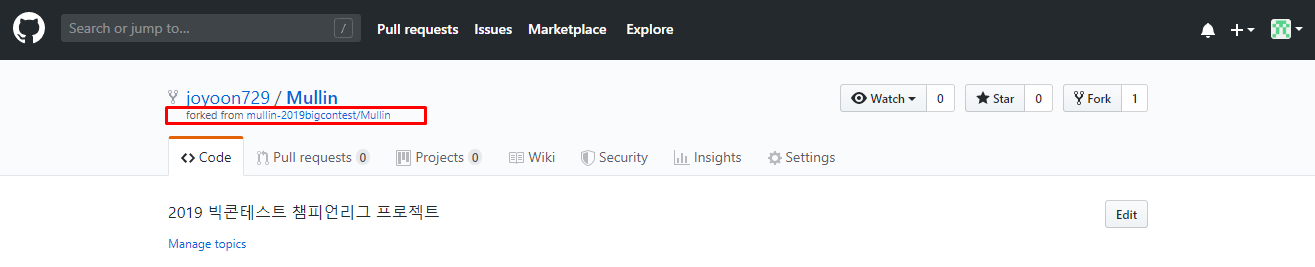 Search or jump to... / Pull requests Issues Marketplace Explore
joyoon729 / Mullin Watch 0 Star 0 Fork 1
forked from mullin-2019bigcontest/Mullin
Code Pull requests 0 Projects 0 Wiki Security Insights Settings
2019 빅콘테스트 챔피언리그 프로젝트 Edit
Manage topics